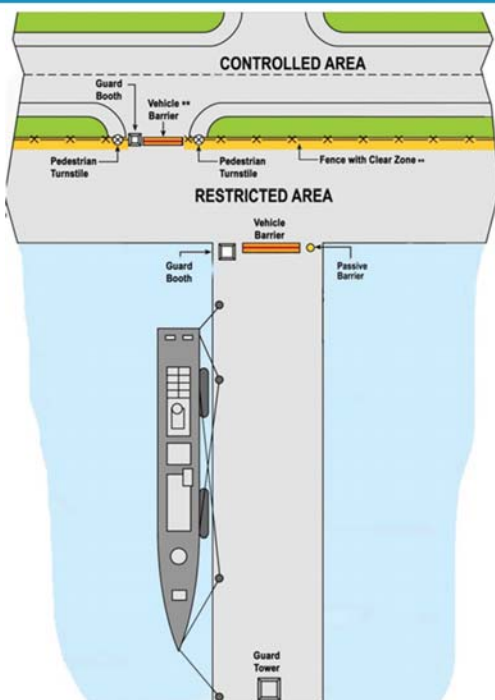 CONTROLLED AREA
Guard
Booth
Vehicle **
Barrier
Pedestrian
Turnstile
Pedestrian
Turnstile
Fence with Clear Zone **
RESTRICTED AREA
Vehicle
Barrier
Guard
Booth
Passive
Barrier
Guard
Tower